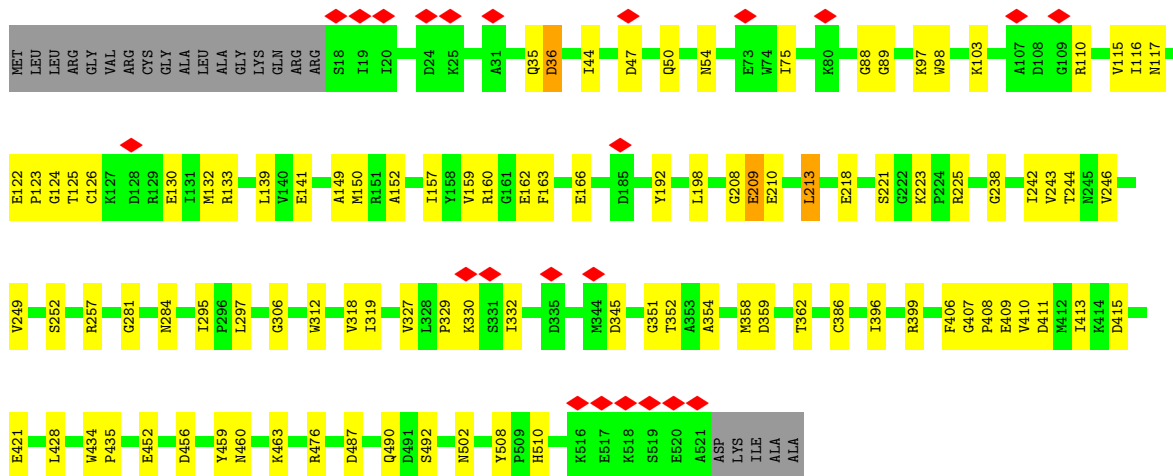 MET LEU LEU ARG GLY VAL ARG CYS GLY ALA LEU ALA GLY LYS GLN ARG ARG S18 I19 I20 D24 K25 A31 Q35 D36 I44 D47 Q50 N54 E73 W74 I75 K80 G88 G89 K97 W98 K103 A107 D108 G109 R110 V115 I116 N117
E122 P123 G124 T125 C126 K127 D128 R129 E130 I131 M132 R133 L139 V140 E141 A149 M150 R151 A152 I157 Y158 V159 R160 G161 E162 F163 E166 D185 Y192 L198 G208 E209 E210 L213 E218 S221 G222 K223 P224 R225 G238 I242 V243 T244 N245 V246
V249 S252 R257 G281 N284 I295 P296 L297 G306 W312 V318 I319 V327 L328 P329 K330 S331 I332 D335 M344 D345 G351 T352 A353 A354 M358 D359 T362 C386 I396 R399 F406 G407 P408 E409 V410 D411 M412 I413 K414 D415
E421 L428 W434 P435 E452 D456 Y459 N460 K463 R476 D487 Q490 D491 S492 N502 Y508 P509 H510 K516 E517 K518 S519 E520 A521 ASP LYS ILE ALA ALA